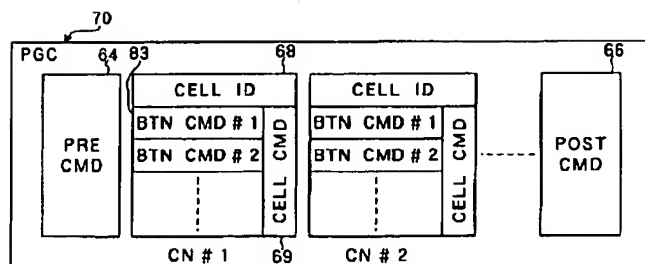 70
PGC
64
83
68
66
PRE
CMD
CELL ID
BTN CMD # 1
BTN CMD # 2
CELL CMD
CN # 1
69
CELL ID
BTN CMD # 1
BTN CMD # 2
CELL CMD
CN # 2
POST
CMD